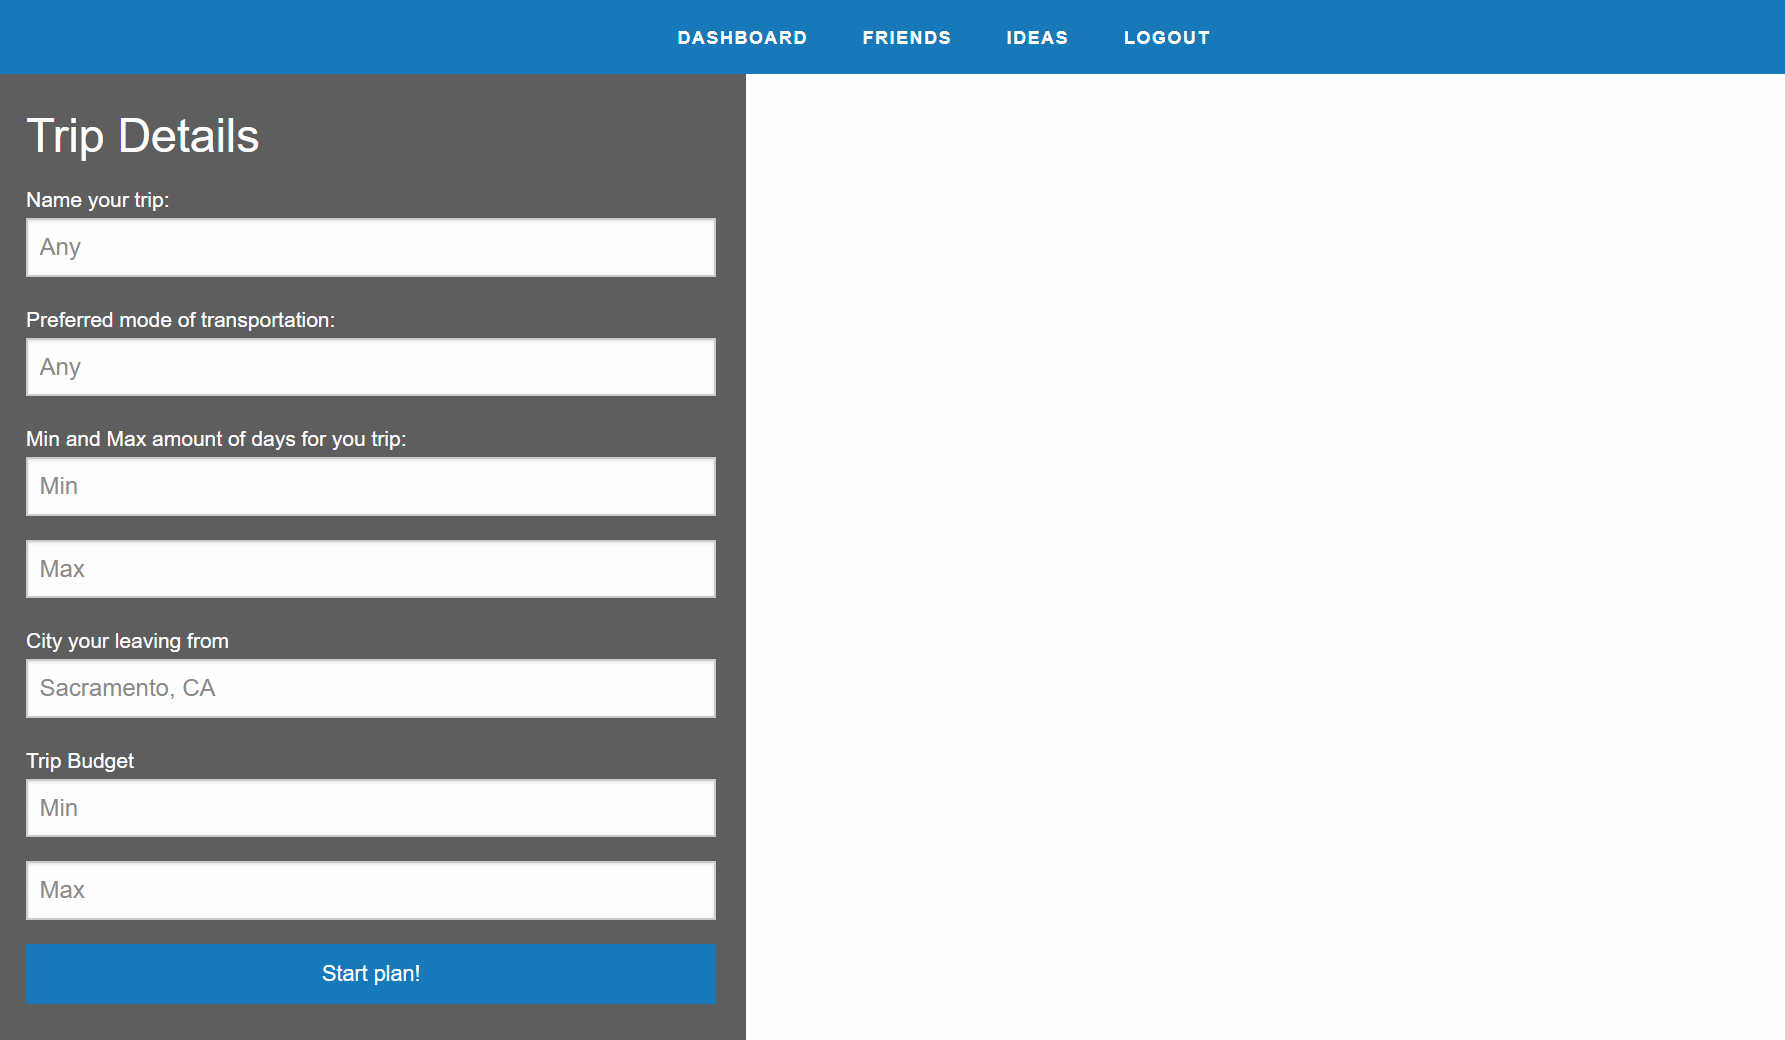 DASHBOARD FRIENDS IDEAS LOGOUT
Trip Details
Name your trip:
Any
Preferred mode of transportation:
Any
Min and Max amount of days for you trip:
Min
Max
City your leaving from
Sacramento, CA
Trip Budget
Min
Max
Start plan!